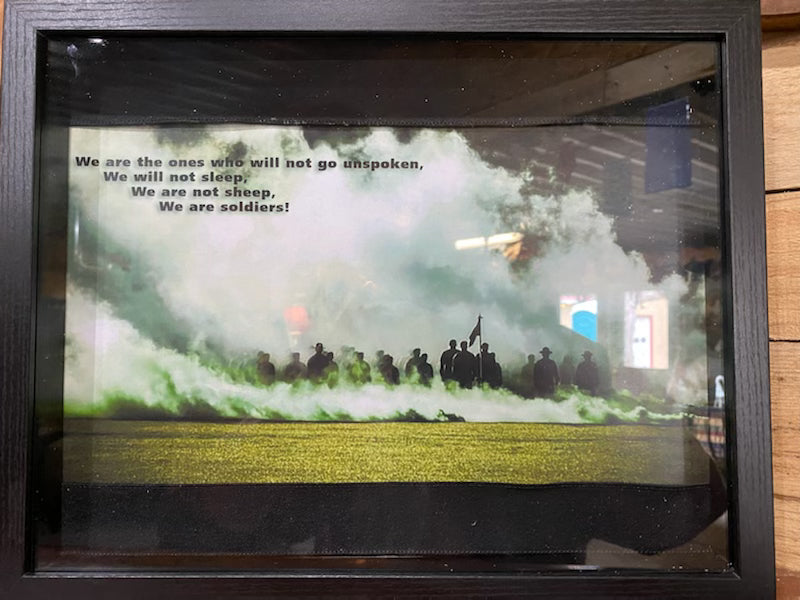 We are the ones who will not go unspoken,
We will not sleep,
We are not sheep,
We are soldiers!